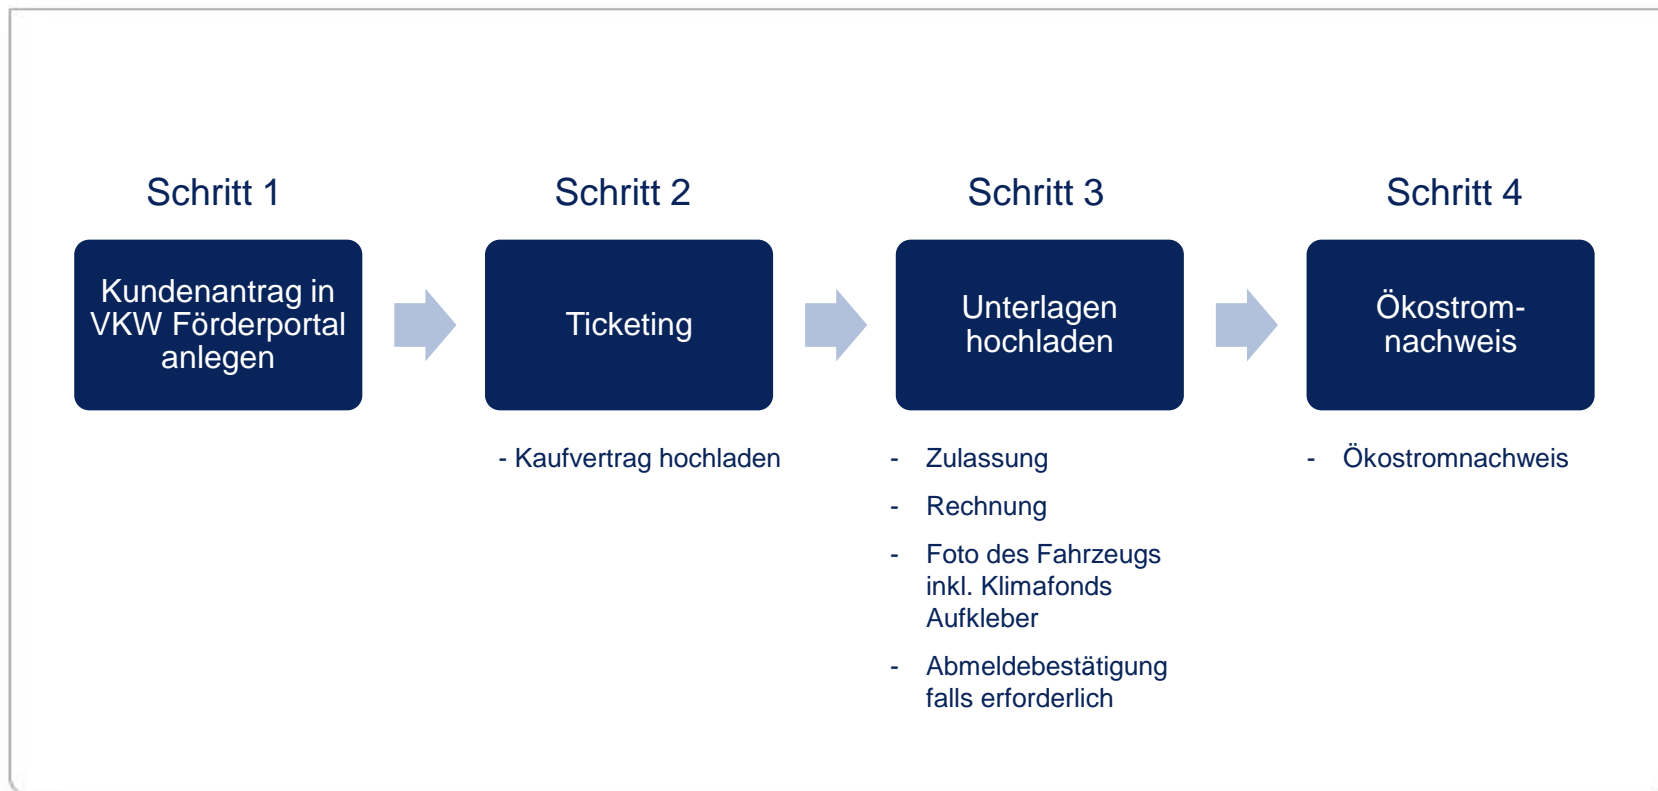 Schritt 1
Kundenantrag in
VKW Förderportal
anlegen
Schritt 2
Ticketing
- Kaufvertrag hochladen
Schritt 3
Unterlagen
hochladen
- Zulassung
- Rechnung
- Foto des Fahrzeugs
inkl. Klimafonds
Aufkleber
- Abmeldebestätigung
falls erforderlich
Schritt 4
Ökostrom-
nachweis
- Ökostromnachweis